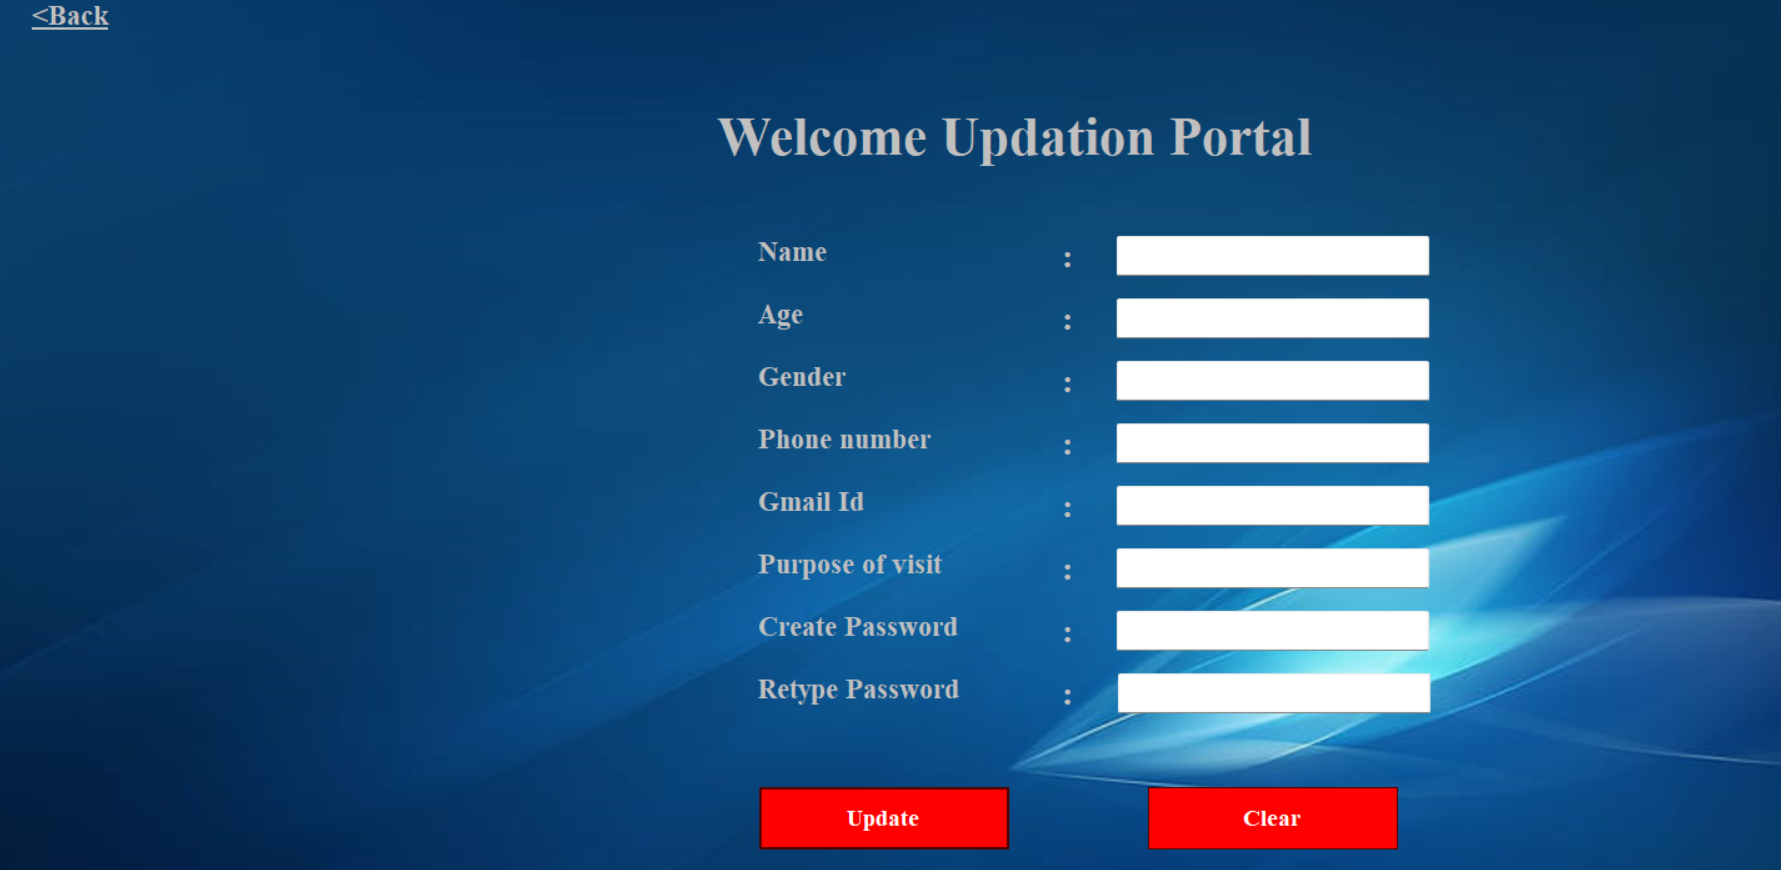 <Back
Welcome Updation Portal
Name :
Age :
Gender :
Phone number :
Gmail Id :
Purpose of visit :
Create Password :
Retype Password :
Update Clear